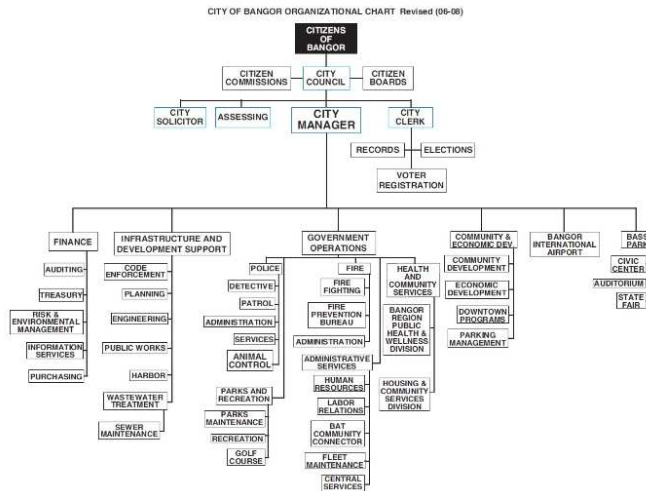 CITY OF BANGOR ORGANIZATIONAL CHART Revised (06-08)
CITIZENS
OF
BANGOR
CITIZEN
COMMISSIONS
CITY
COUNCIL
CITIZEN
BOARDS
CITY
SOLICITOR
ASSESSING
CITY
MANAGER
CITY
CLERK
RECORDS
ELECTIONS
VOTER
REGISTRATION
FINANCE
AUDITING
TREASURY
RISK &
ENVIRONMENTAL
MANAGEMENT
INFORMATION
SERVICES
PURCHASING
INFRASTRUCTURE AND
DEVELOPMENT SUPPORT
CODE
ENFORCEMENT
PLANNING
ENGINEERING
PUBLIC WORKS
HARBOR
WASTEWATER
TREATMENT
SEWER
MAINTENANCE
GOVERNMENT
OPERATIONS
POLICE
DETECTIVE
PATROL
ADMINISTRATION
SERVICES
ANIMAL
CONTROL
PARKS AND
RECREATION
PARKS
MAINTENANCE
RECREATION
GOLF
COURSE
FIRE
FIRE
FIGHTING
FIRE
PREVENTION
BUREAU
ADMINISTRATION
ADMINISTRATIVE
SERVICES
HUMAN
RESOURCES
LABOR
RELATIONS
BAT
COMMUNITY
CONNECTOR
FLEET
MAINTENANCE
CENTRAL
SERVICES
HEALTH
AND
COMMUNITY
SERVICES
BANGOR
REGION
PUBLIC
HEALTH &
WELLNESS
DIVISION
HOUSING &
COMMUNITY
SERVICES
DIVISION
COMMUNITY &
ECONOMIC DEV.
COMMUNITY
DEVELOPMENT
ECONOMIC
DEVELOPMENT
DOWNTOWN
PROGRAMS
PARKING
MANAGEMENT
BANGOR
INTERNATIONAL
AIRPORT
BASS
PARK
CIVIC
CENTER
AUDITORIUM
STATE
FAIR